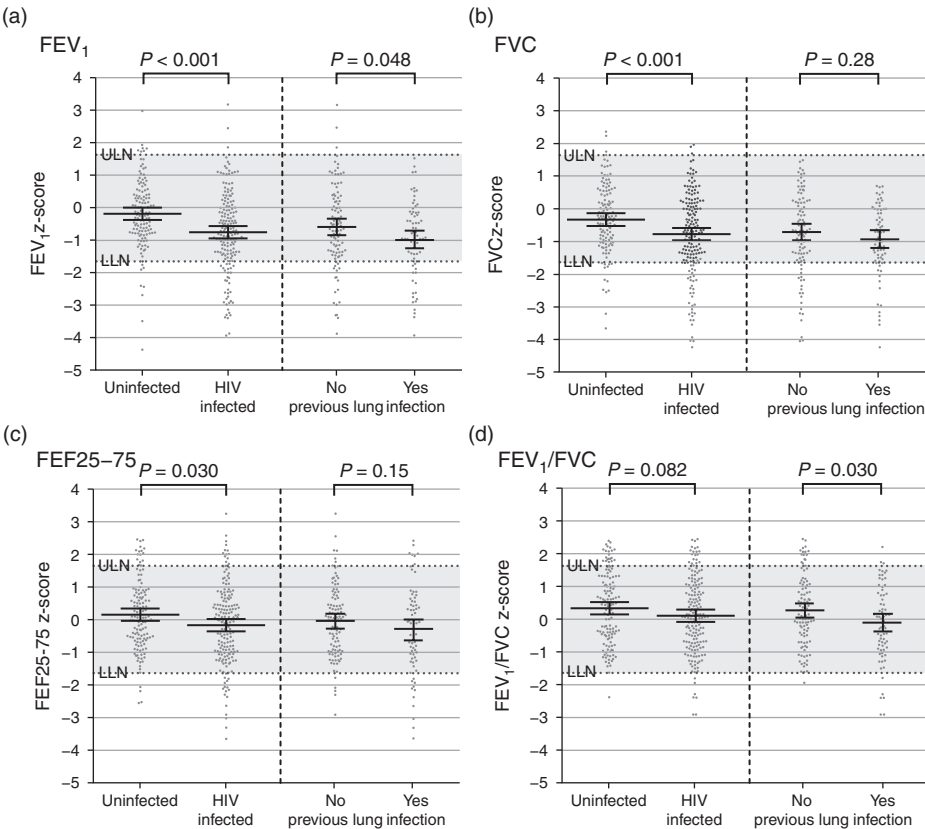 (a)
FEV1
P < 0.001
P = 0.048
4
3
2
1
0
−1
−2
−3
−4
−5
ULN
LLN
FEV1z-score
Uninfected
HIV infected
No
Yes
previous lung infection
(b)
FVC
P < 0.001
P = 0.28
4
3
2
1
0
−1
−2
−3
−4
−5
ULN
LLN
FVCz-score
Uninfected
HIV infected
No
Yes
previous lung infection
(c)
FEF25−75
P = 0.030
P = 0.15
4
3
2
1
0
−1
−2
−3
−4
−5
ULN
LLN
FEF25-75 z-score
Uninfected
HIV infected
No
Yes
previous lung infection
(d)
FEV1/FVC
P = 0.082
P = 0.030
4
3
2
1
0
−1
−2
−3
−4
−5
ULN
LLN
FEV1/FVC z-score
Uninfected
HIV infected
No
Yes
previous lung infection